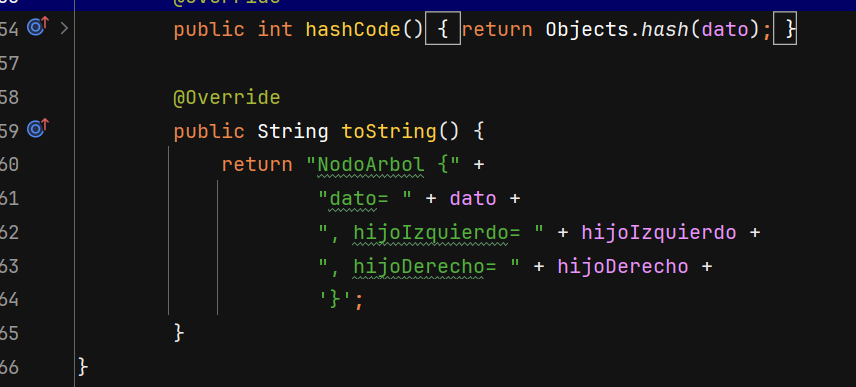 @Override
54 public int hashCode() { return Objects.hash(dato); }
57
58 @Override
59 public String toString() {
60 return "NodoArbol {" +
61 "dato= " + dato +
62 ", hijoIzquierdo= " + hijoIzquierdo +
63 ", hijoDerecho= " + hijoDerecho +
64 '}';
65 }
66 }